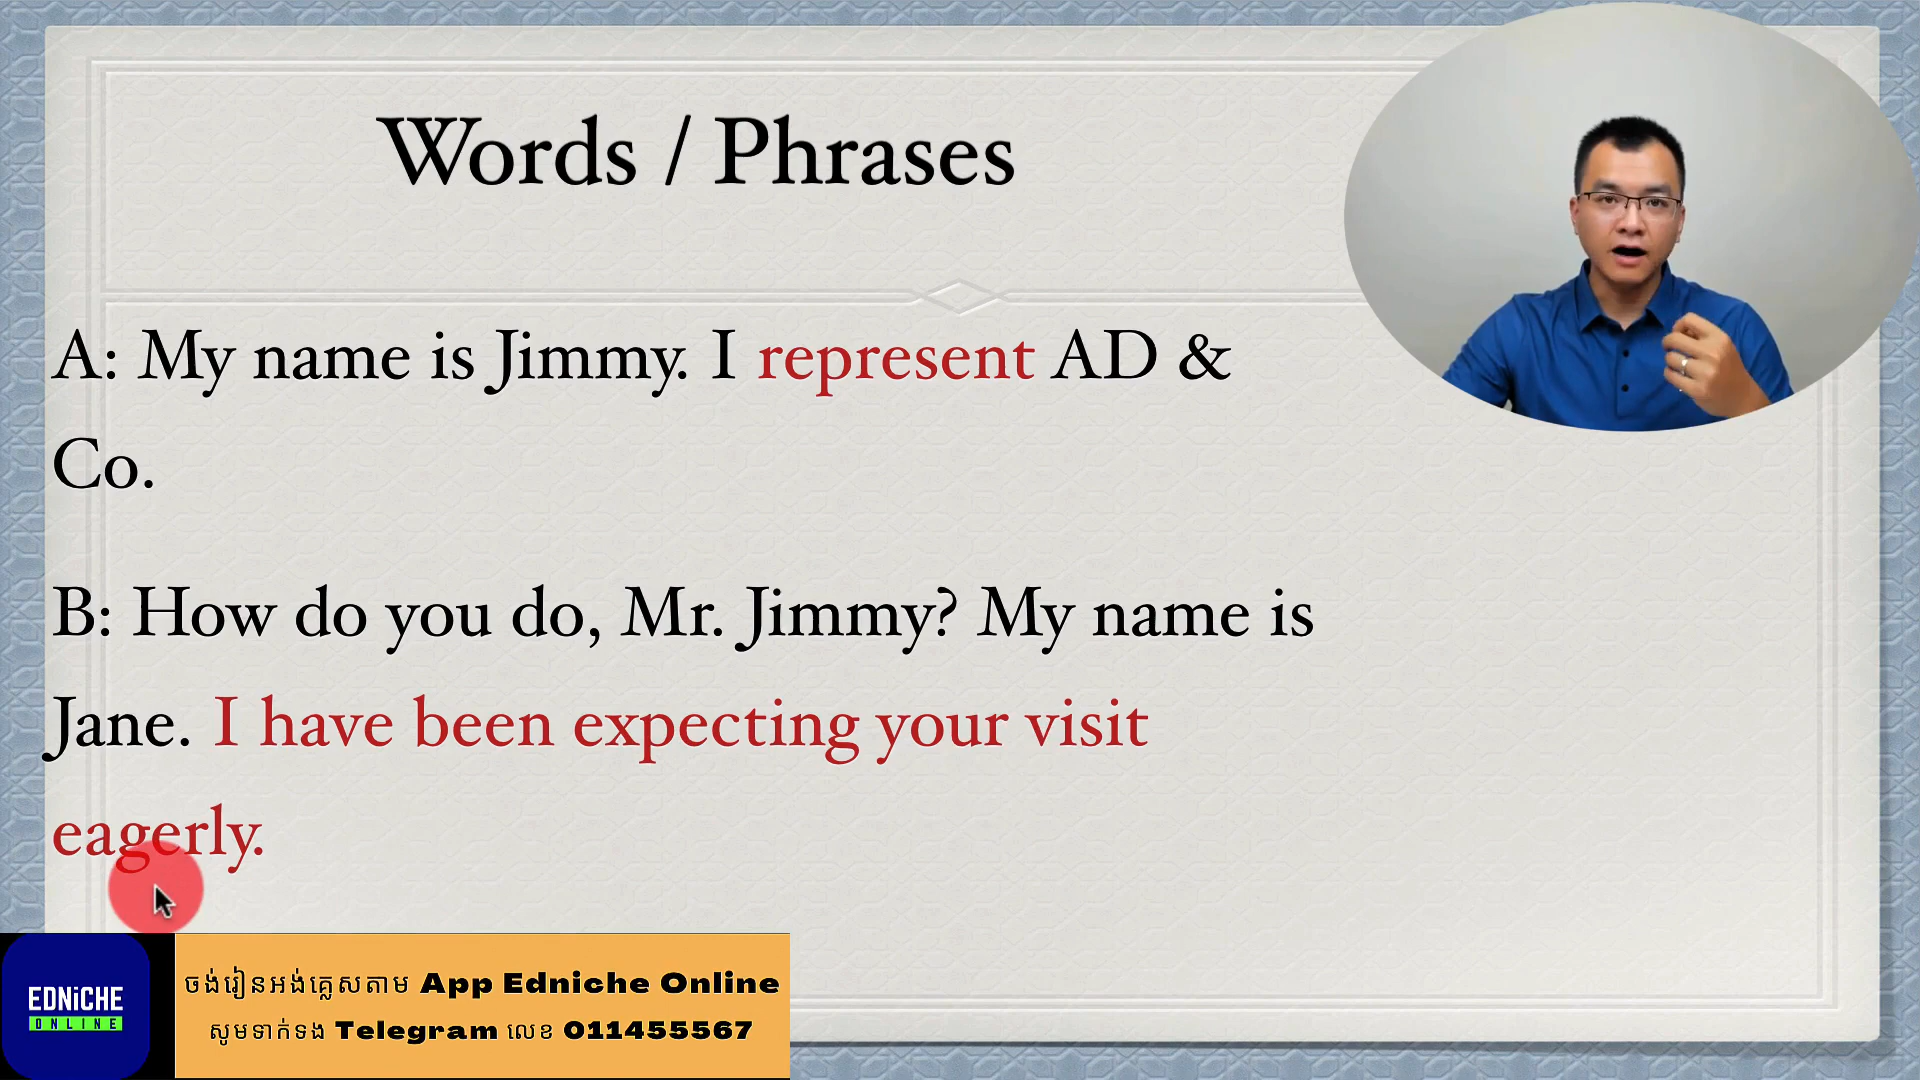 Words / Phrases
A: My name is Jimmy. I represent AD &
Co.
B: How do you do, Mr. Jimmy? My name is
Jane. I have been expecting your visit
eagerly.
EDNiCHE
ONLINE
ចង់រៀនអង់គ្លេសតាម App Edniche Online
សូមទាក់ទង Telegram លេខ 011455567